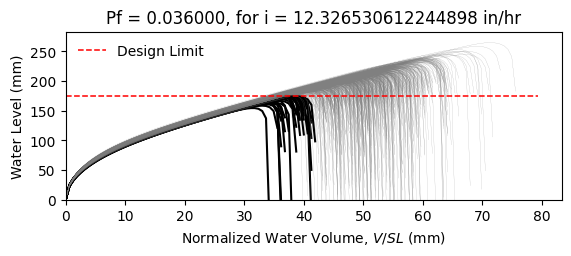 Pf = 0.036000, for i = 12.326530612244898 in/hr
Water Level (mm)
250
200
150
100
50
0
Design Limit
0 10 20 30 40 50 60 70 80
Normalized Water Volume, V/SL (mm)